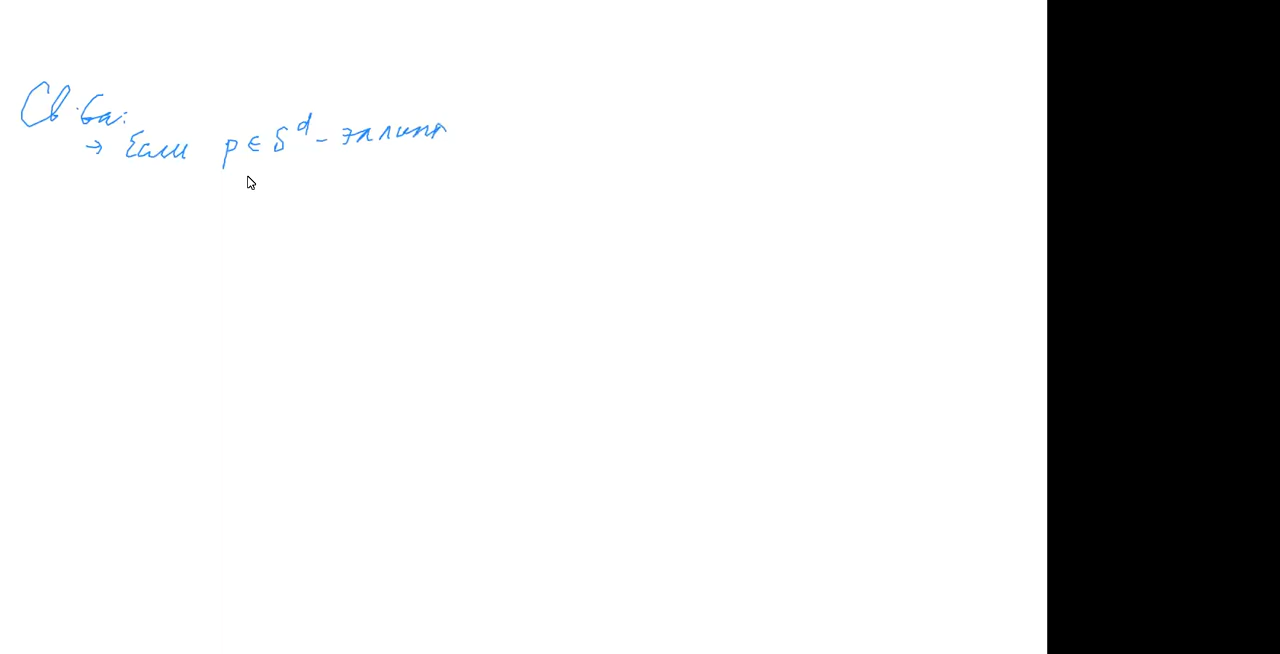 Св-ва:
→ Если p ∈ S^d - эллипт